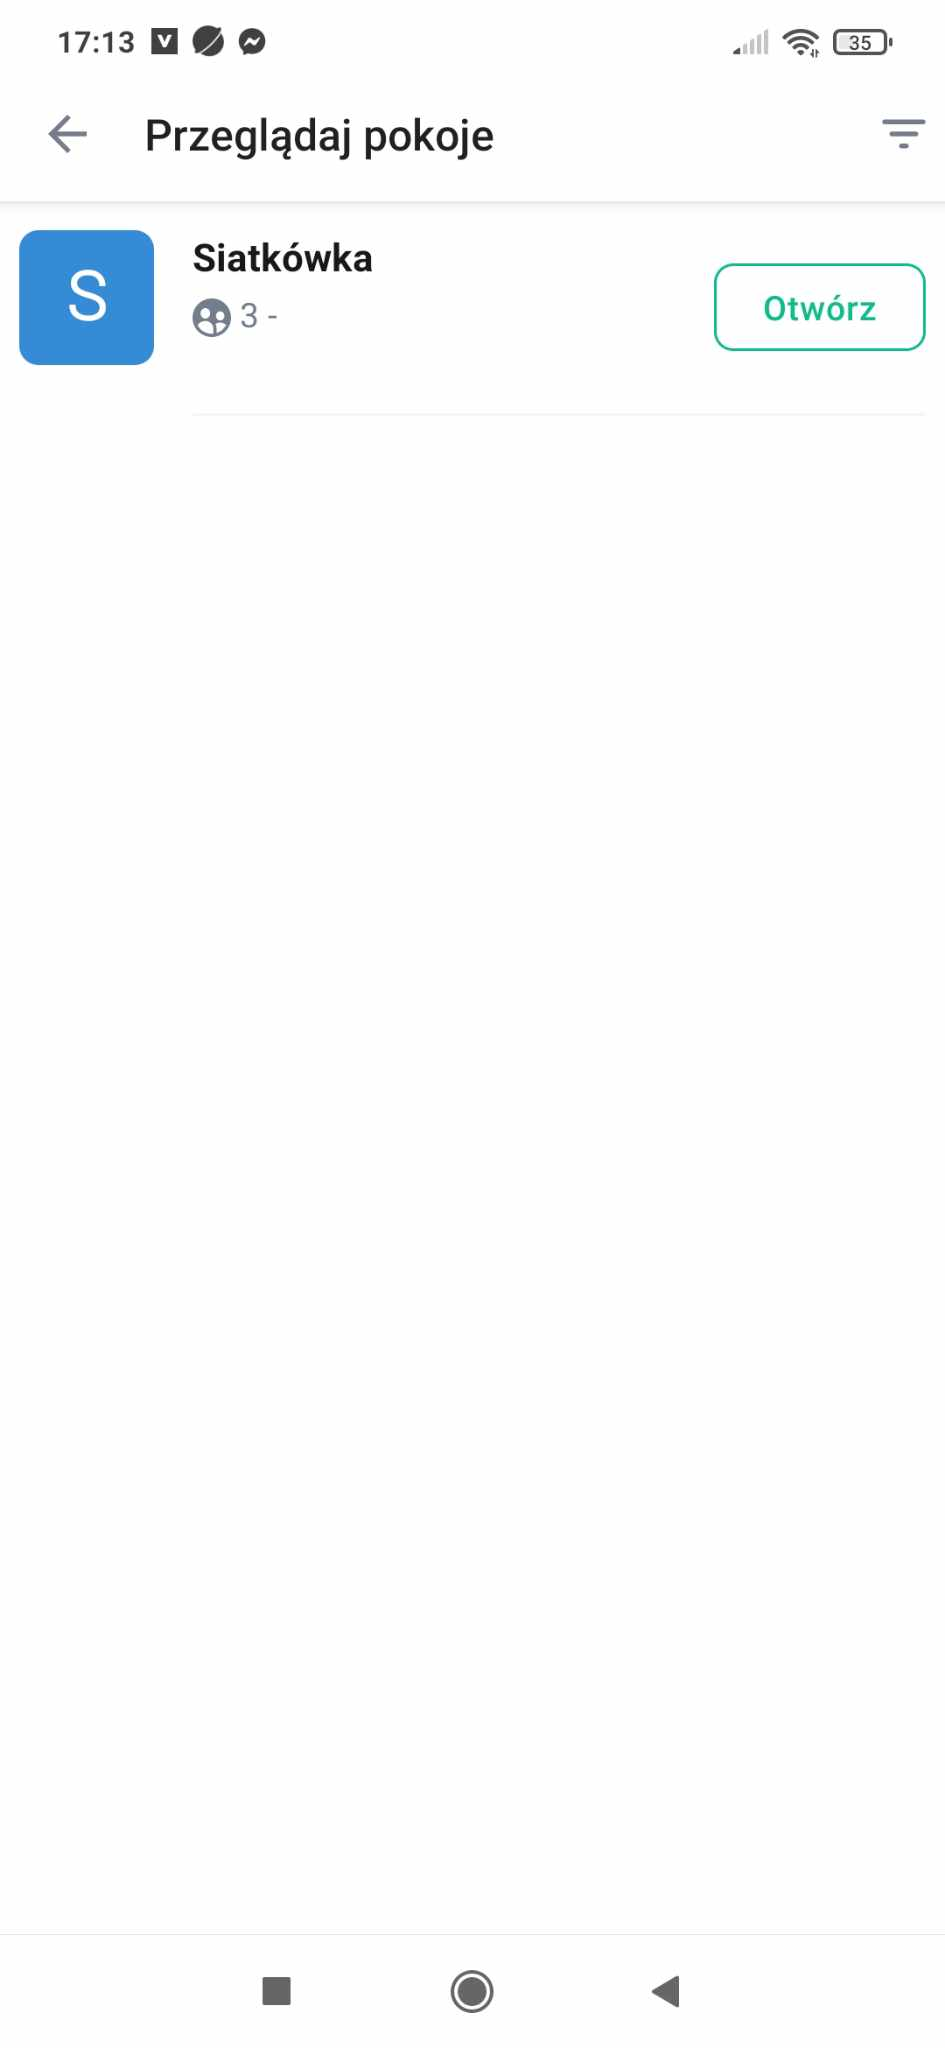 17:13
35
Przeglądaj pokoje
S
Siatkówka
3 -
Otwórz